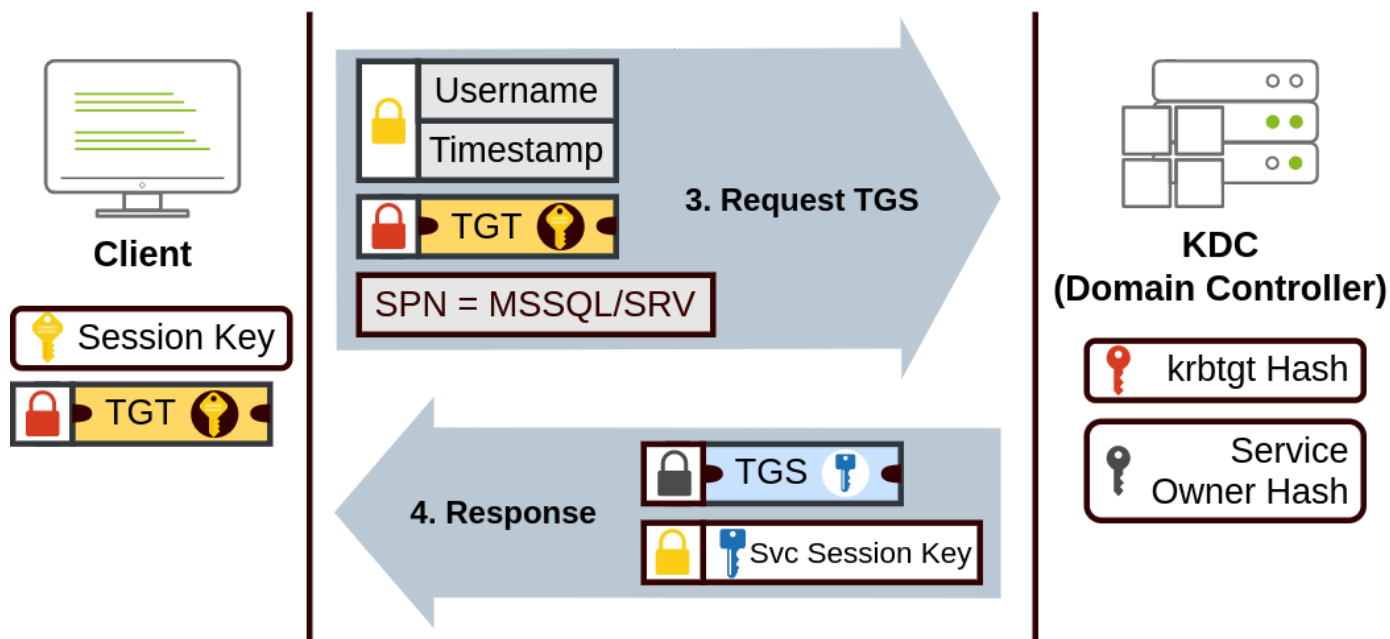 Client
Session Key
TGT
Username
Timestamp
TGT
SPN = MSSQL/SRV
3. Request TGS
4. Response
TGS
Svc Session Key
KDC
(Domain Controller)
krbtgt Hash
Service
Owner Hash